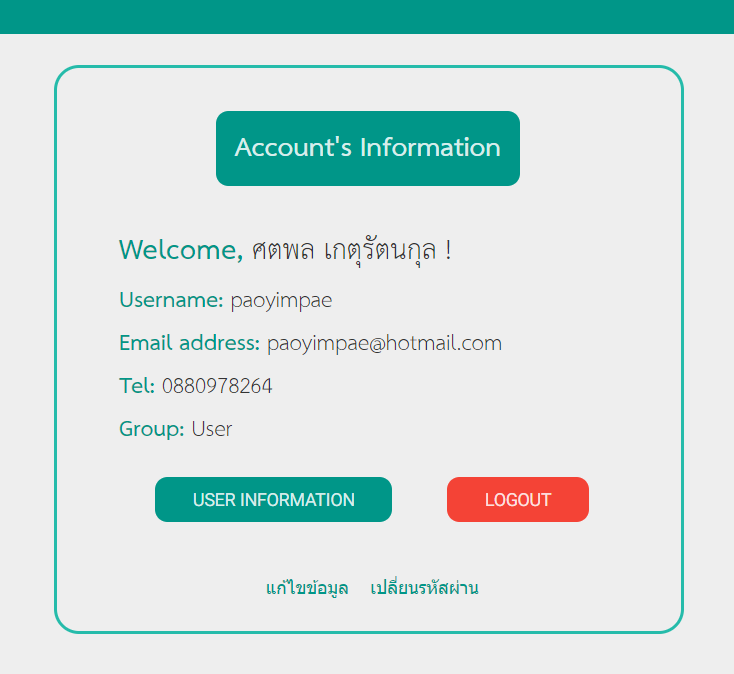 Account's Information
Welcome, ศตพล เกตุรัตนกุล !
Username: paoyimpae
Email address: paoyimpae@hotmail.com
Tel: 0880978264
Group: User
USER INFORMATION LOGOUT
แก้ไขข้อมูล เปลี่ยนรหัสผ่าน